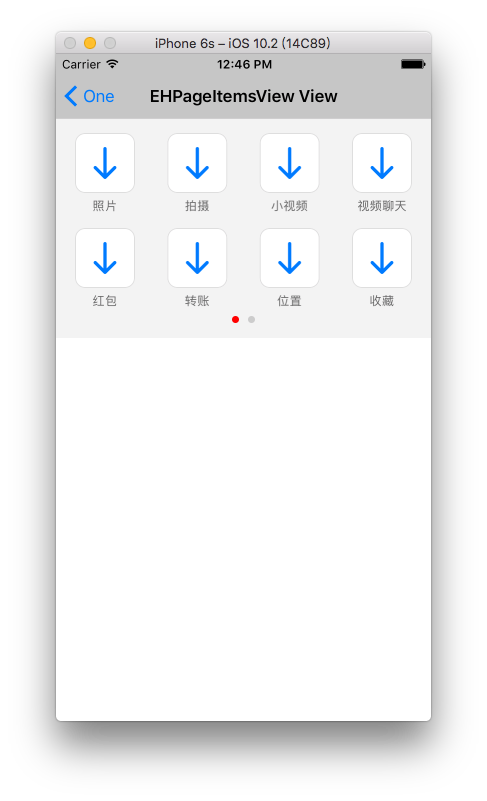 iPhone 6s – iOS 10.2 (14C89)
Carrier 12:46 PM
One EHPageItemsView View
照片 拍摄 小视频 视频聊天
红包 转账 位置 收藏